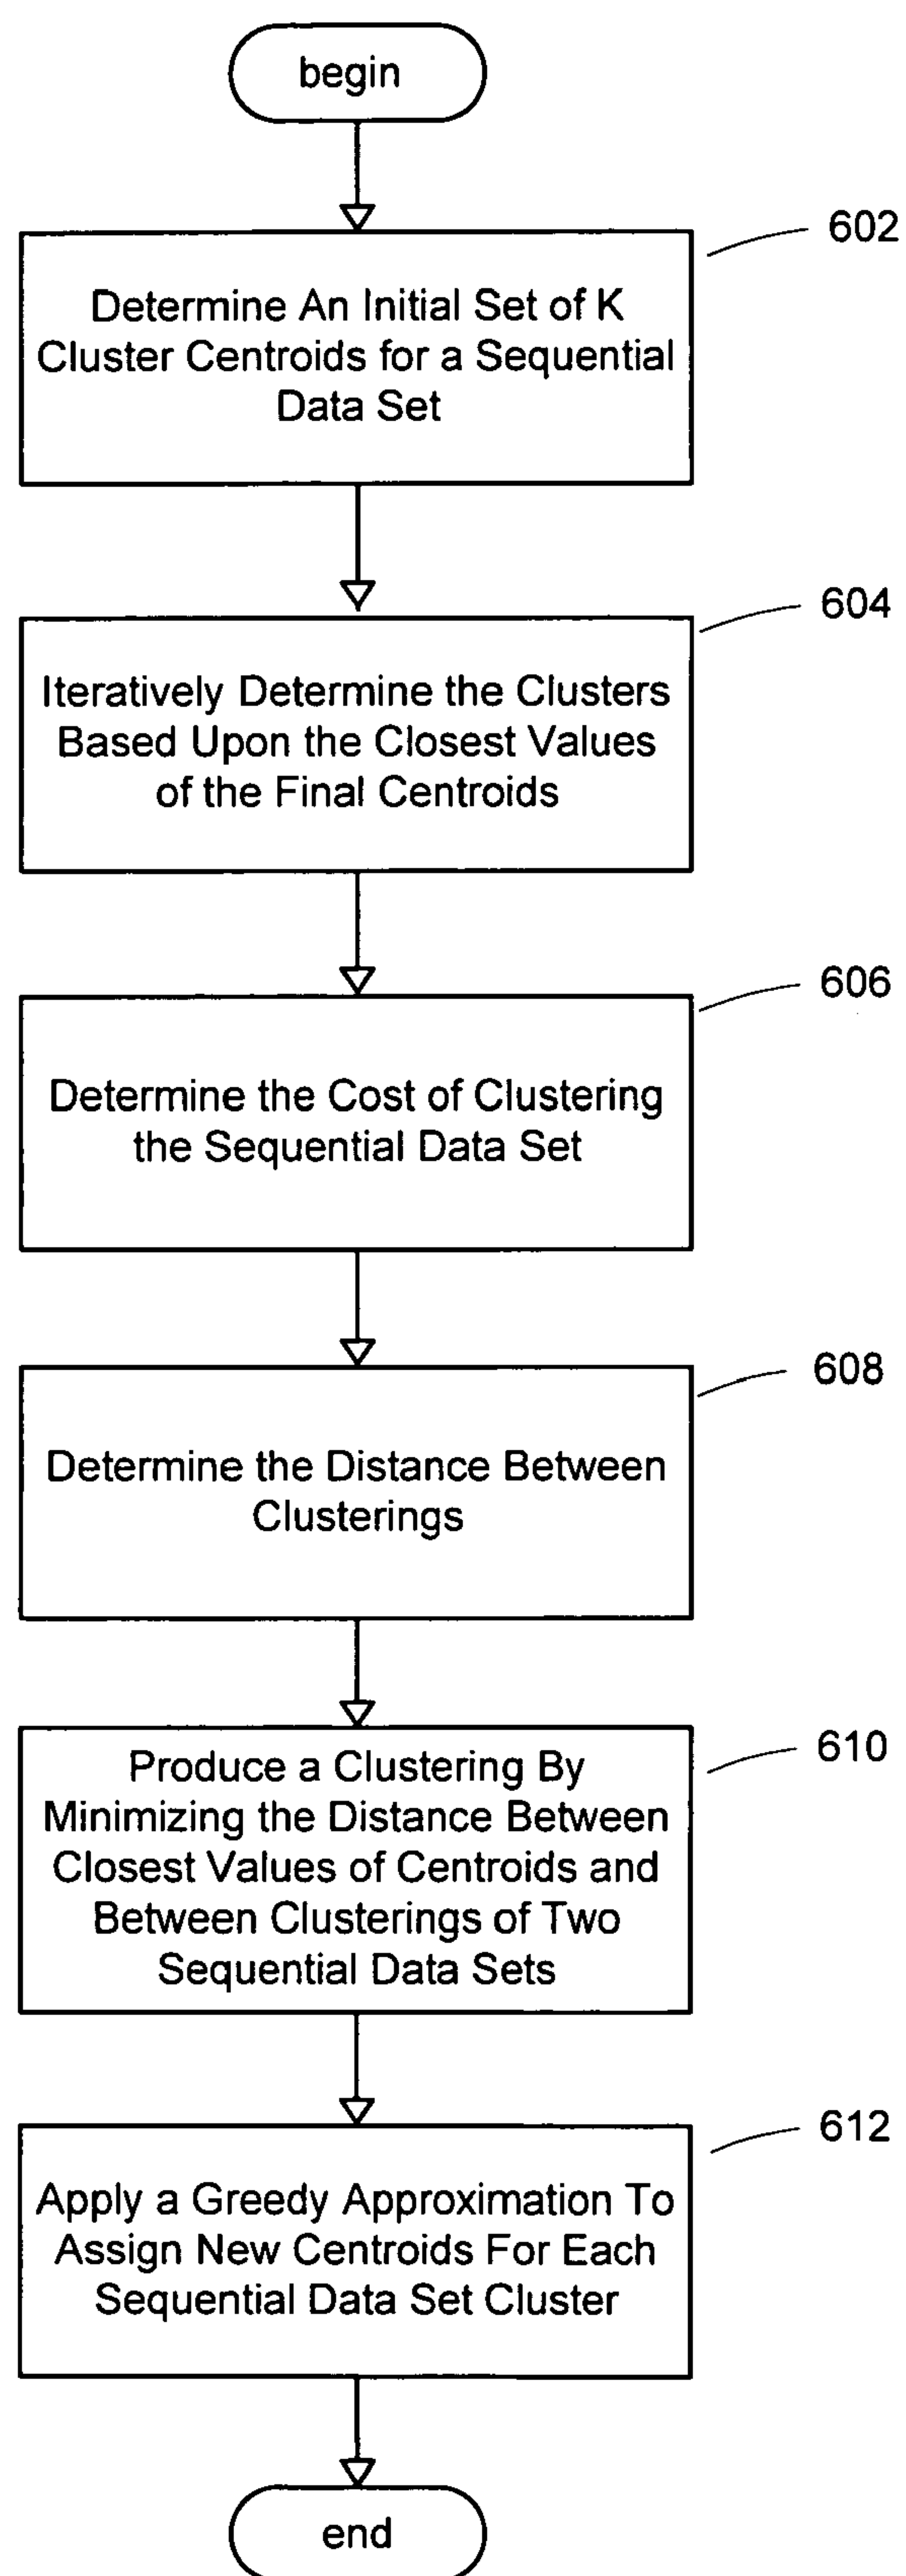 begin
602
Determine An Initial Set of K
Cluster Centroids for a Sequential
Data Set
604
Iteratively Determine the Clusters
Based Upon the Closest Values
of the Final Centroids
606
Determine the Cost of Clustering
the Sequential Data Set
608
Determine the Distance Between
Clusterings
610
Produce a Clustering By
Minimizing the Distance Between
Closest Values of Centroids and
Between Clusterings of Two
Sequential Data Sets
612
Apply a Greedy Approximation To
Assign New Centroids For Each
Sequential Data Set Cluster
end